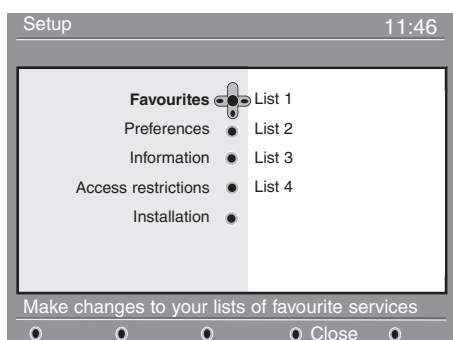 Setup 11:46
Favourites List 1
Preferences List 2
Information List 3
Access restrictions List 4
Installation
Make changes to your lists of favourite services
Close